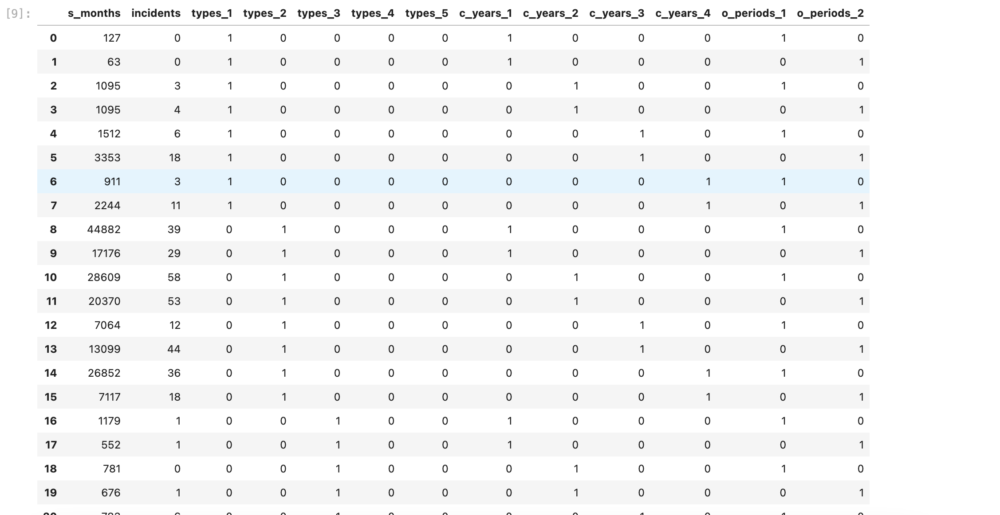 [9]: s_months incidents types_1 types_2 types_3 types_4 types_5 c_years_1 c_years_2 c_years_3 c_years_4 o_periods_1 o_periods_2
0 127 0 1 0 0 0 0 1 0 0 0 1 0
1 63 0 1 0 0 0 0 1 0 0 0 0 1
2 1095 3 1 0 0 0 0 0 1 0 0 1 0
3 1095 4 1 0 0 0 0 0 1 0 0 0 1
4 1512 6 1 0 0 0 0 0 0 1 0 1 0
5 3353 18 1 0 0 0 0 0 0 1 0 0 1
6 911 3 1 0 0 0 0 0 0 0 1 1 0
7 2244 11 1 0 0 0 0 0 0 0 1 0 1
8 44882 39 0 1 0 0 0 1 0 0 0 1 0
9 17176 29 0 1 0 0 0 1 0 0 0 0 1
10 28609 58 0 1 0 0 0 0 1 0 0 1 0
11 20370 53 0 1 0 0 0 0 1 0 0 0 1
12 7064 12 0 1 0 0 0 0 0 1 0 1 0
13 13099 44 0 1 0 0 0 0 0 1 0 0 1
14 26852 36 0 1 0 0 0 0 0 0 1 1 0
15 7117 18 0 1 0 0 0 0 0 0 1 0 1
16 1179 1 0 0 1 0 0 1 0 0 0 1 0
17 552 1 0 0 1 0 0 1 0 0 0 0 1
18 781 0 0 0 1 0 0 0 1 0 0 1 0
19 676 1 0 0 1 0 0 0 1 0 0 0 1